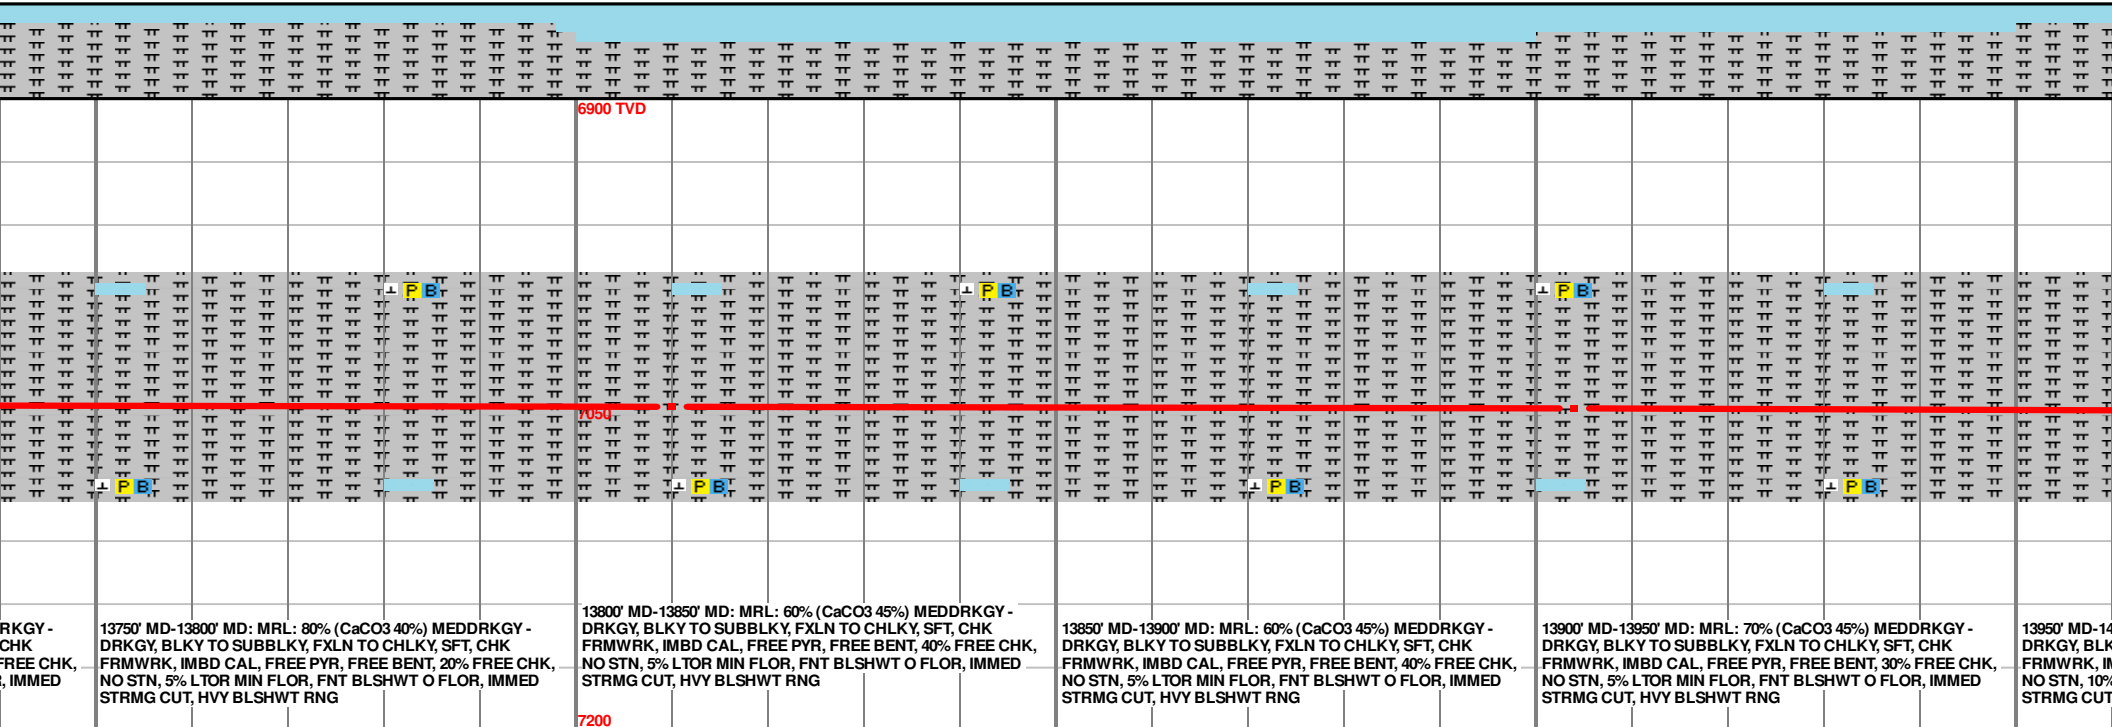 6900 TVD
P B
P B
P B
P B
7050
P B
P B
P B
P B
RKGY -
CHK
FREE CHK,
, IMMED
13750' MD-13800' MD: MRL: 80% (CaCO3 40%) MEDDRKGY -
DRKGY, BLKY TO SUBBLKY, FXLN TO CHLKY, SFT, CHK
FRMWRK, IMBD CAL, FREE PYR, FREE BENT, 20% FREE CHK,
NO STN, 5% LTOR MIN FLOR, FNT BLSHWT O FLOR, IMMED
STRMG CUT, HVY BLSHWT RNG
13800' MD-13850' MD: MRL: 60% (CaCO3 45%) MEDDRKGY -
DRKGY, BLKY TO SUBBLKY, FXLN TO CHLKY, SFT, CHK
FRMWRK, IMBD CAL, FREE PYR, FREE BENT, 40% FREE CHK,
NO STN, 5% LTOR MIN FLOR, FNT BLSHWT O FLOR, IMMED
STRMG CUT, HVY BLSHWT RNG
13850' MD-13900' MD: MRL: 60% (CaCO3 45%) MEDDRKGY -
DRKGY, BLKY TO SUBBLKY, FXLN TO CHLKY, SFT, CHK
FRMWRK, IMBD CAL, FREE PYR, FREE BENT, 40% FREE CHK,
NO STN, 5% LTOR MIN FLOR, FNT BLSHWT O FLOR, IMMED
STRMG CUT, HVY BLSHWT RNG
13900' MD-13950' MD: MRL: 70% (CaCO3 45%) MEDDRKGY -
DRKGY, BLKY TO SUBBLKY, FXLN TO CHLKY, SFT, CHK
FRMWRK, IMBD CAL, FREE PYR, FREE BENT, 30% FREE CHK,
NO STN, 5% LTOR MIN FLOR, FNT BLSHWT O FLOR, IMMED
STRMG CUT, HVY BLSHWT RNG
13950' MD-14
DRKGY, BLK
FRMWRK, I
NO STN, 10%
STRMG CUT
7200